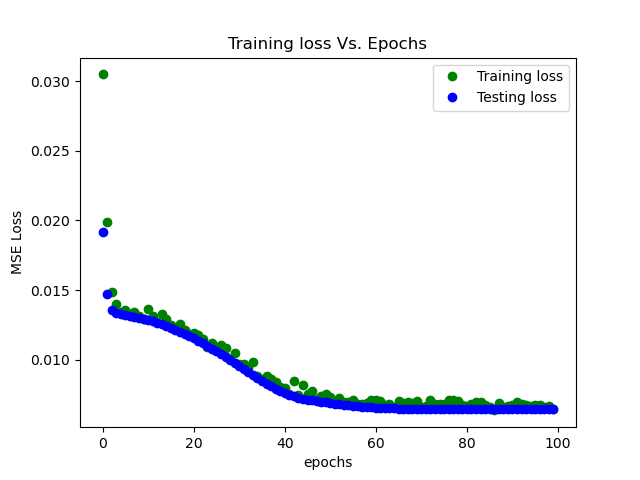 Training loss Vs. Epochs
Training loss
Testing loss
0.030
0.025
0.020
0.015
0.010
MSE Loss
0 20 40 60 80 100
epochs